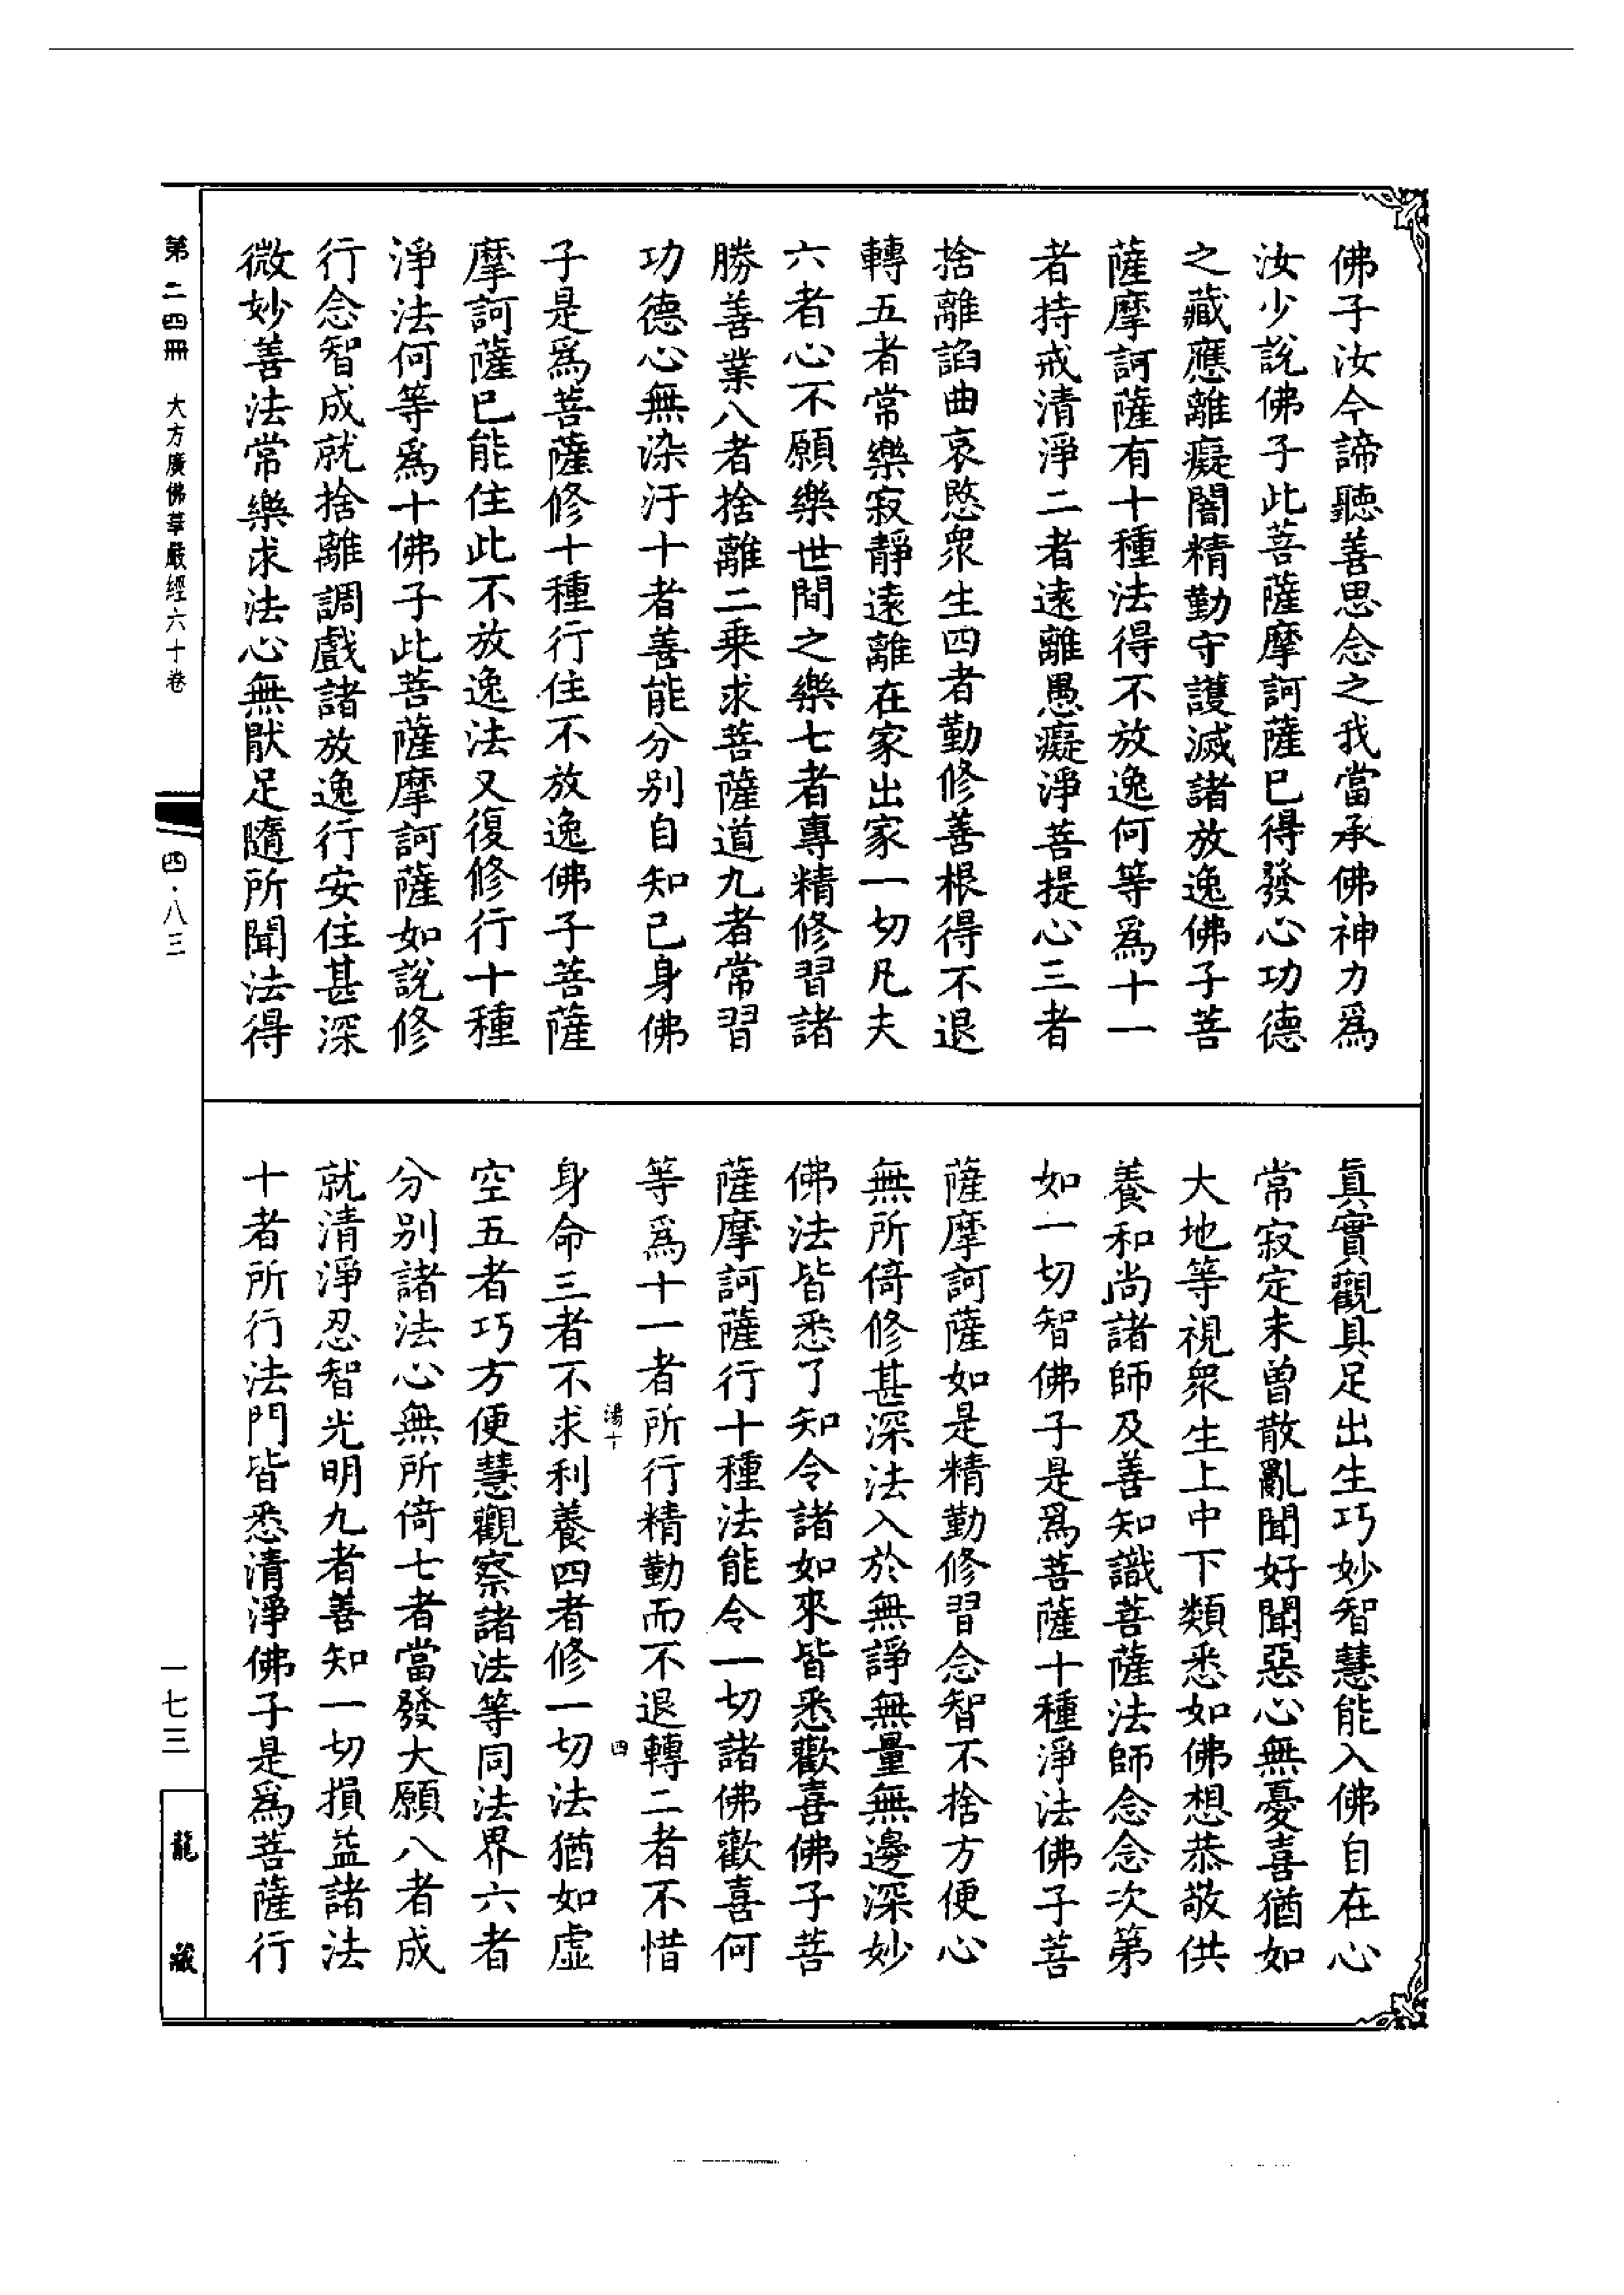 佛子汝今諦聽善思念之我當承佛神力爲
汝少說佛子此菩薩摩訶薩已得發心功德
之藏應離癡闇精勤守護滅諸放逸佛子菩
薩摩訶薩有十種法得不放逸何等爲十一
者持戒清淨二者遠離愚癡淨菩提心三者
捨離諂曲哀愍衆生四者勤修善根得不退
轉五者常樂寂靜遠離在家出家一切凡夫
六者心不願樂世間之樂七者專精修習諸
勝善業八者捨離二乗求菩薩道九者常習
功德心無染汙十者善能分别自知己身佛
子是爲菩薩修十種行住不放逸佛子菩薩
摩訶薩已能住此不放逸法又復修行十種
淨法何等爲十佛子此菩薩摩訶薩如說修
行念智成就捨離調戲諸放逸行安住甚深
微妙善法常樂求法心無猒足隨所聞法得
眞實觀具足出生巧妙智慧能入佛自在心
常寂定未曾散亂聞好聞惡心無憂喜猶如
大地等視衆生上中下類悉如佛想恭敬供
養和尚諸師及善知識菩薩法師念念次第
如一切智佛子是爲菩薩十種淨法佛子菩
薩摩訶薩如是精勤修習念智不捨方便心
無所倚修甚深法入於無諍無量無邊深妙
佛法皆悉了知令諸如來皆悉歡喜佛子菩
薩摩訶薩行十種法能令一切諸佛歡喜何
等爲十一者所行精勤而不退轉二者不惜
湯十 四
身命三者不求利養四者修一切法猶如虛
空五者巧方便慧觀察諸法等同法界六者
分别諸法心無所倚七者當發大願八者成
就清淨忍智光明九者善知一切損益諸法
十者所行法門皆悉清淨佛子是爲菩薩行
第二四冊 大方廣佛華嚴經六十卷 四·八三
一七三 龍藏